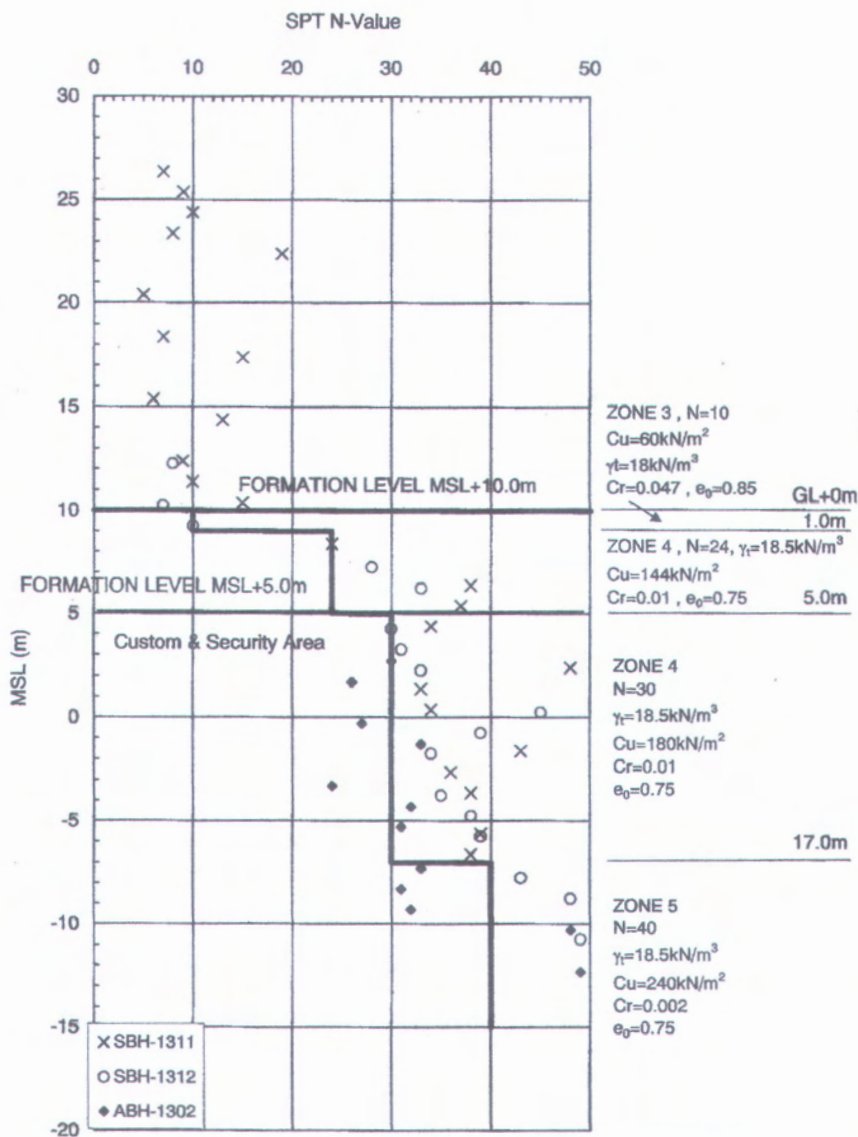 SPT N-Value
0 10 20 30 40 50
30
25
20
15
10
5
0
-5
-10
-15
-20
MSL (m)
FORMATION LEVEL MSL+10.0m
FORMATION LEVEL MSL+5.0m
Custom & Security Area
ZONE 3 , N=10
Cu=60kN/m²
γt=18kN/m³
Cr=0.047 , e₀=0.85
GL+0m
1.0m
ZONE 4 , N=24, γₜ=18.5kN/m³
Cu=144kN/m²
Cr=0.01 , e₀=0.75
5.0m
ZONE 4
N=30
γₜ=18.5kN/m³
Cu=180kN/m²
Cr=0.01
e₀=0.75
17.0m
ZONE 5
N=40
γₜ=18.5kN/m³
Cu=240kN/m²
Cr=0.002
e₀=0.75
SBH-1311
SBH-1312
ABH-1302